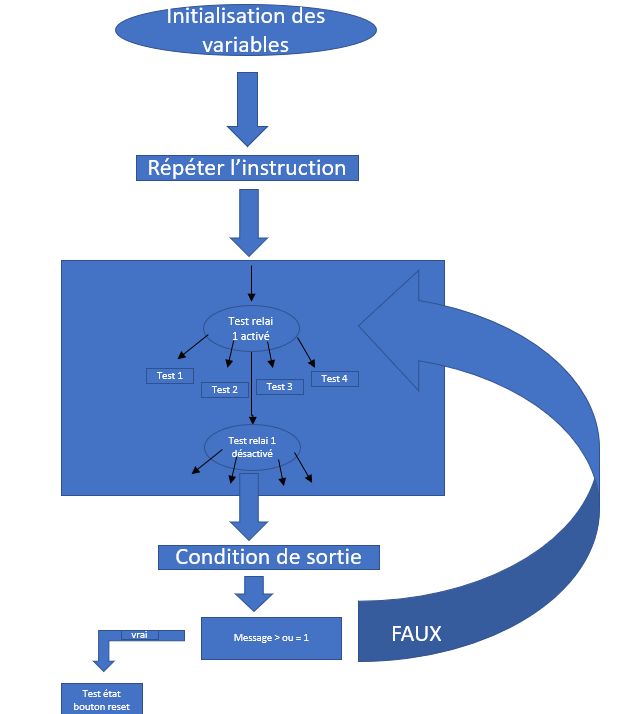 Initialisation des
variables
Répéter l’instruction
Test relai
1 activé
Test 1
Test 2
Test 3
Test 4
Test relai 1
désactivé
Condition de sortie
Message > ou = 1
FAUX
vrai
Test état
bouton reset